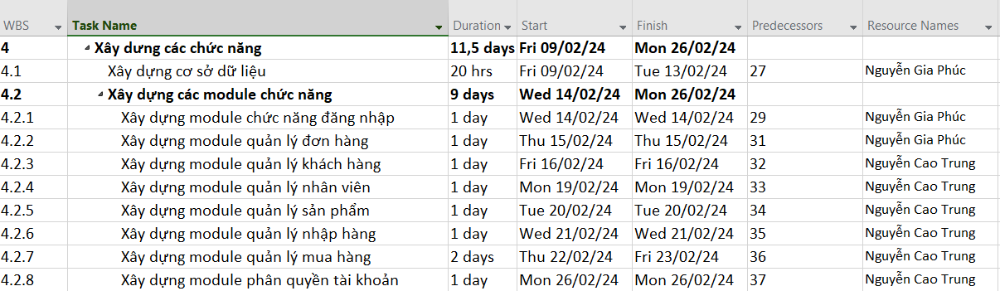 WBS Task Name Duration Start Finish Predecessors Resource Names
4 Xây dưng các chức năng 11,5 days Fri 09/02/24 Mon 26/02/24
4.1 Xây dựng cơ sở dữ liệu 20 hrs Fri 09/02/24 Tue 13/02/24 27 Nguyễn Gia Phúc
4.2 Xây dựng các module chức năng 9 days Wed 14/02/24 Mon 26/02/24
4.2.1 Xây dựng module chức năng đăng nhập 1 day Wed 14/02/24 Wed 14/02/24 29 Nguyễn Gia Phúc
4.2.2 Xây dựng module quản lý đơn hàng 1 day Thu 15/02/24 Thu 15/02/24 31 Nguyễn Gia Phúc
4.2.3 Xây dựng module quản lý khách hàng 1 day Fri 16/02/24 Fri 16/02/24 32 Nguyễn Cao Trung
4.2.4 Xây dựng module quản lý nhân viên 1 day Mon 19/02/24 Mon 19/02/24 33 Nguyễn Cao Trung
4.2.5 Xây dựng module quản lý sản phẩm 1 day Tue 20/02/24 Tue 20/02/24 34 Nguyễn Cao Trung
4.2.6 Xây dựng module quản lý nhập hàng 1 day Wed 21/02/24 Wed 21/02/24 35 Nguyễn Cao Trung
4.2.7 Xây dựng module quản lý mua hàng 2 days Thu 22/02/24 Fri 23/02/24 36 Nguyễn Cao Trung
4.2.8 Xây dựng module phân quyền tài khoản 1 day Mon 26/02/24 Mon 26/02/24 37 Nguyễn Cao Trung